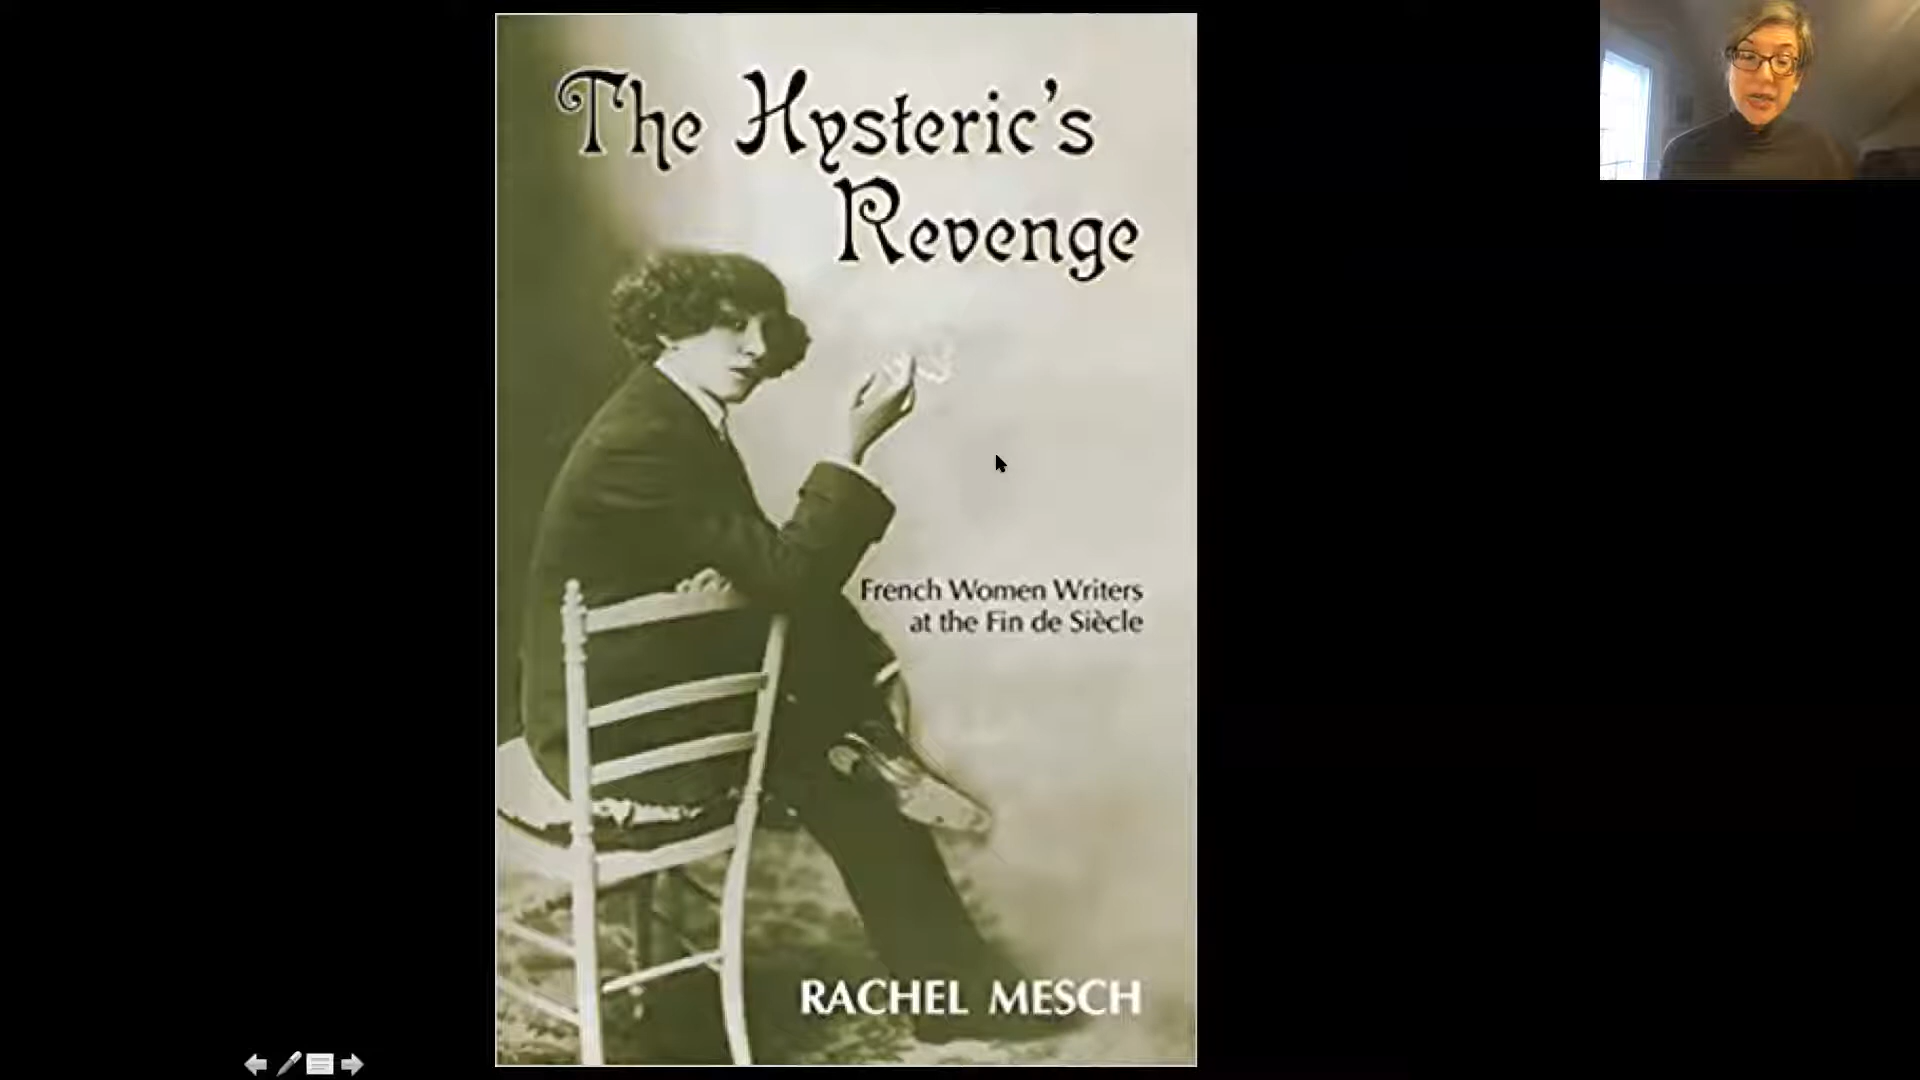 The Hysteric's
Revenge
French Women Writers
at the Fin de Siècle
RACHEL MESCH